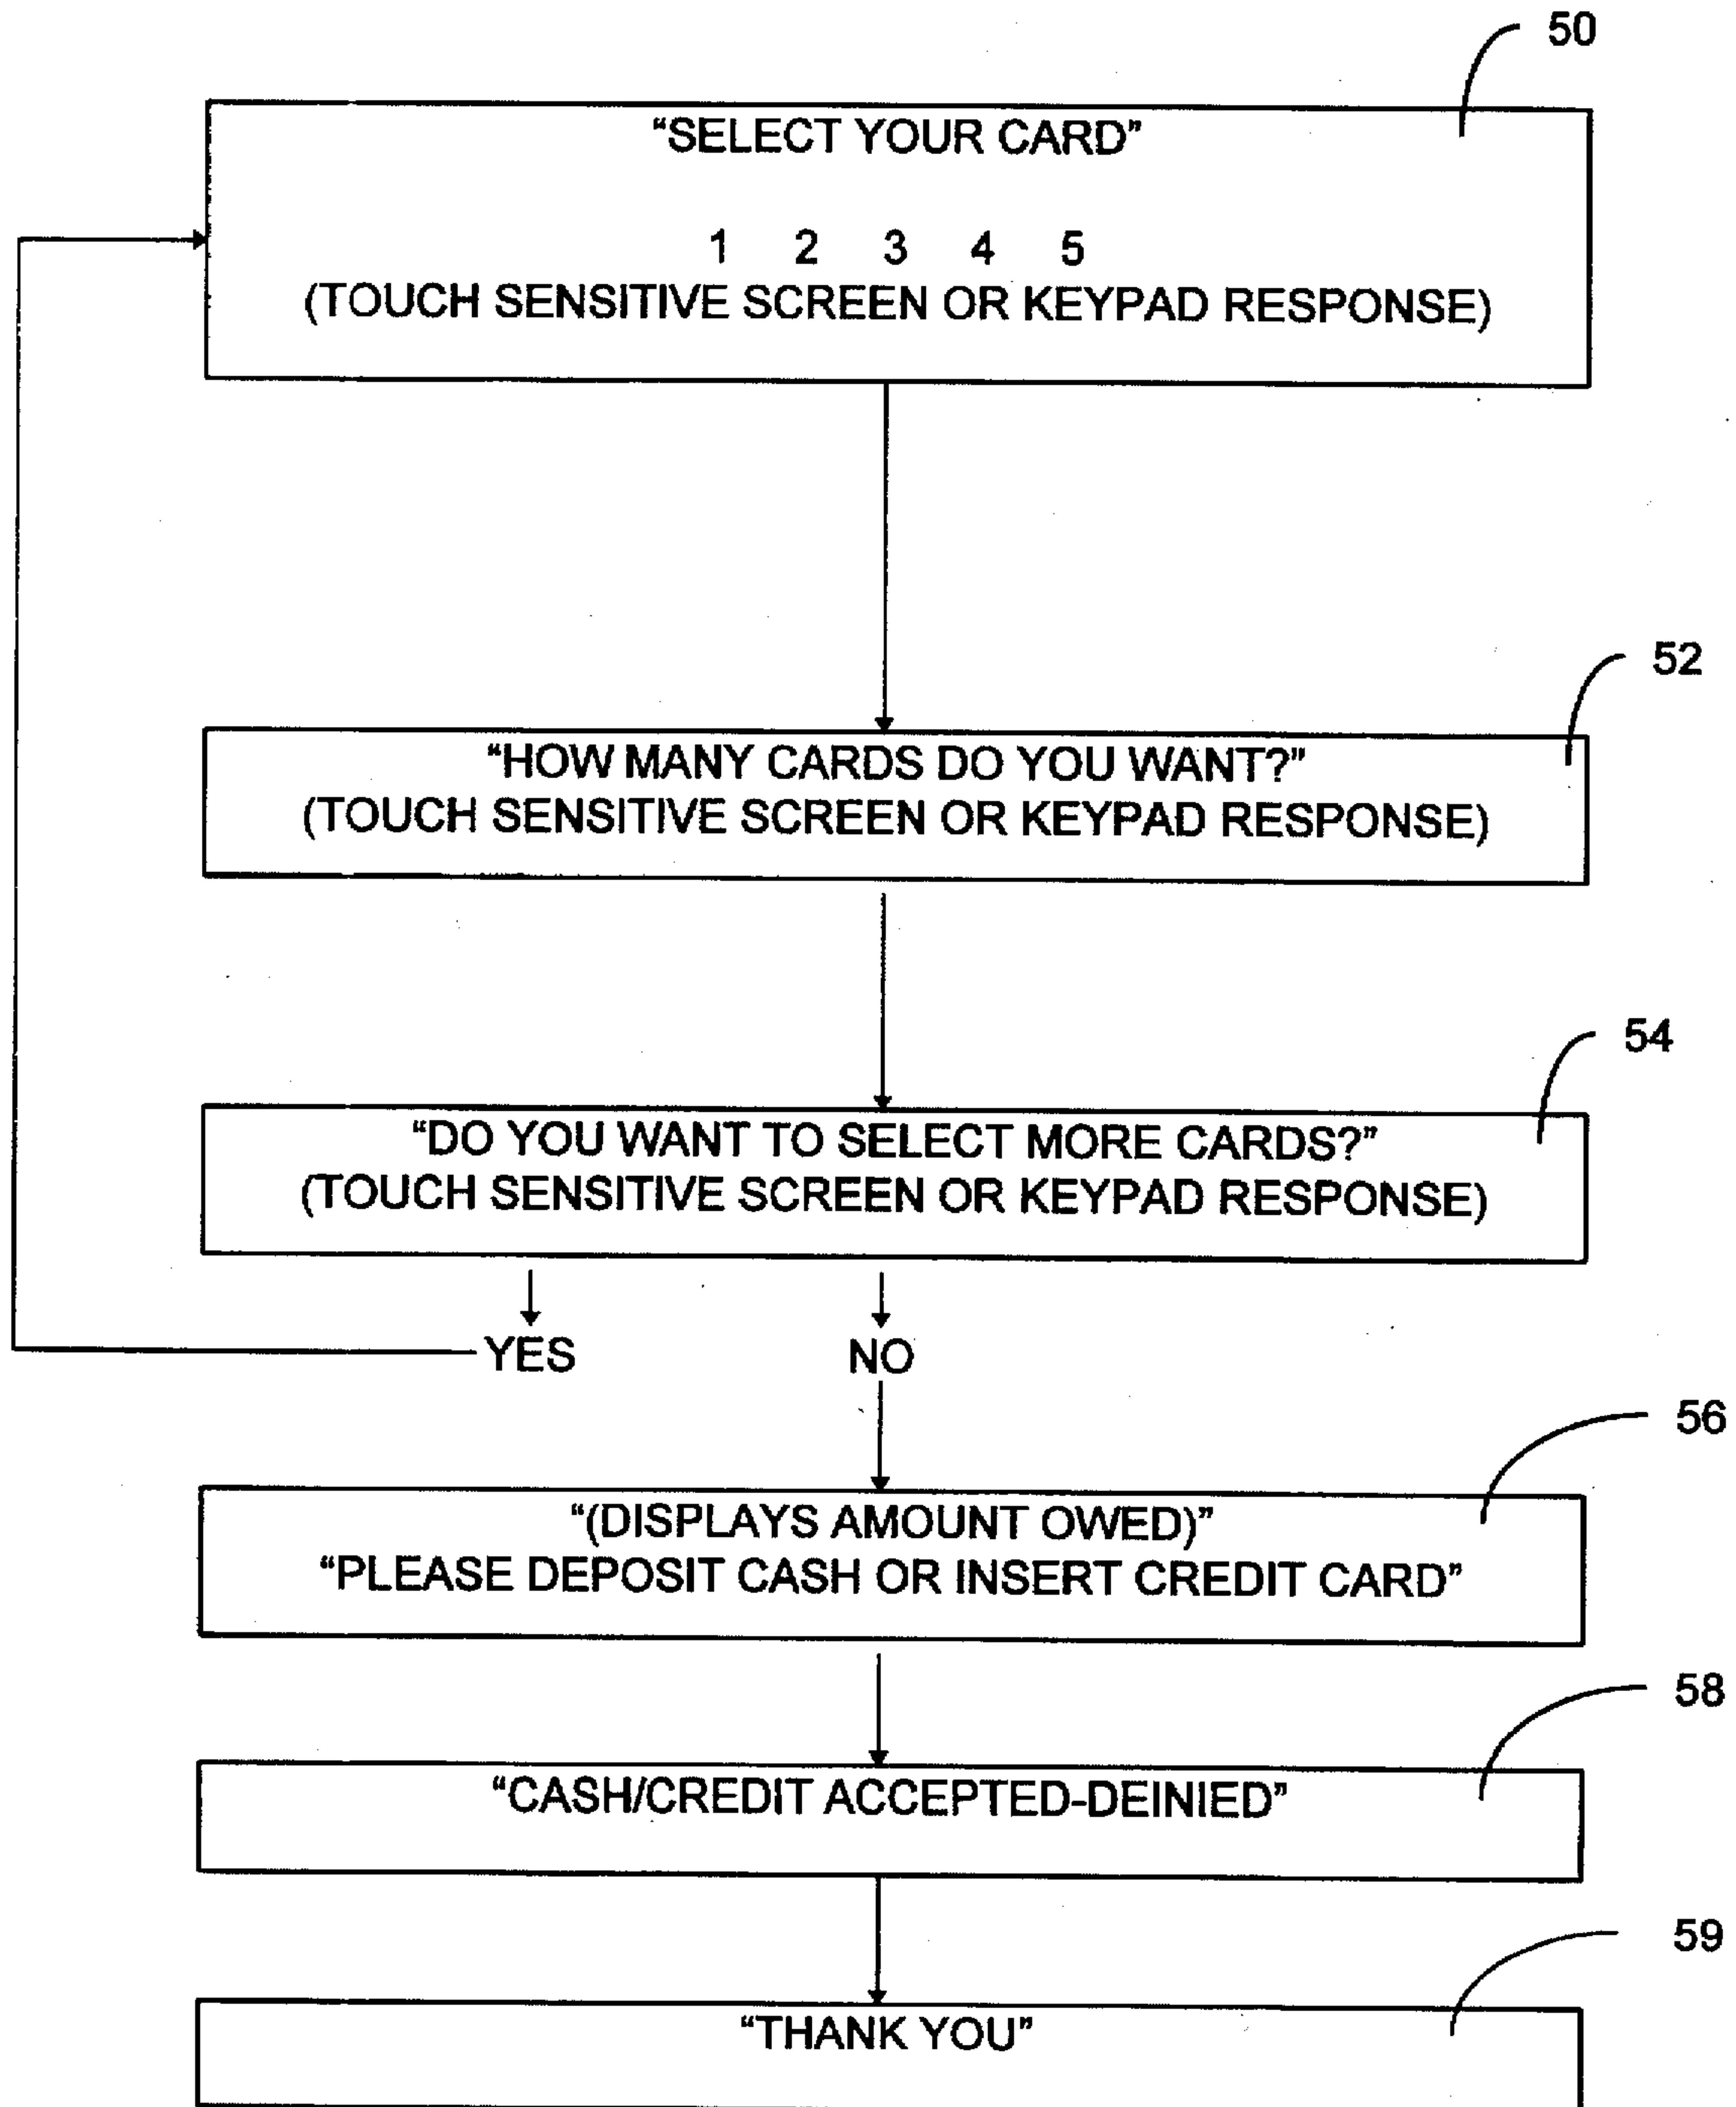 50
“SELECT YOUR CARD”
1 2 3 4 5
(TOUCH SENSITIVE SCREEN OR KEYPAD RESPONSE)
52
“HOW MANY CARDS DO YOU WANT?”
(TOUCH SENSITIVE SCREEN OR KEYPAD RESPONSE)
54
“DO YOU WANT TO SELECT MORE CARDS?”
(TOUCH SENSITIVE SCREEN OR KEYPAD RESPONSE)
YES NO
56
“(DISPLAYS AMOUNT OWED)”
“PLEASE DEPOSIT CASH OR INSERT CREDIT CARD”
58
“CASH/CREDIT ACCEPTED-DEINIED”
59
“THANK YOU”